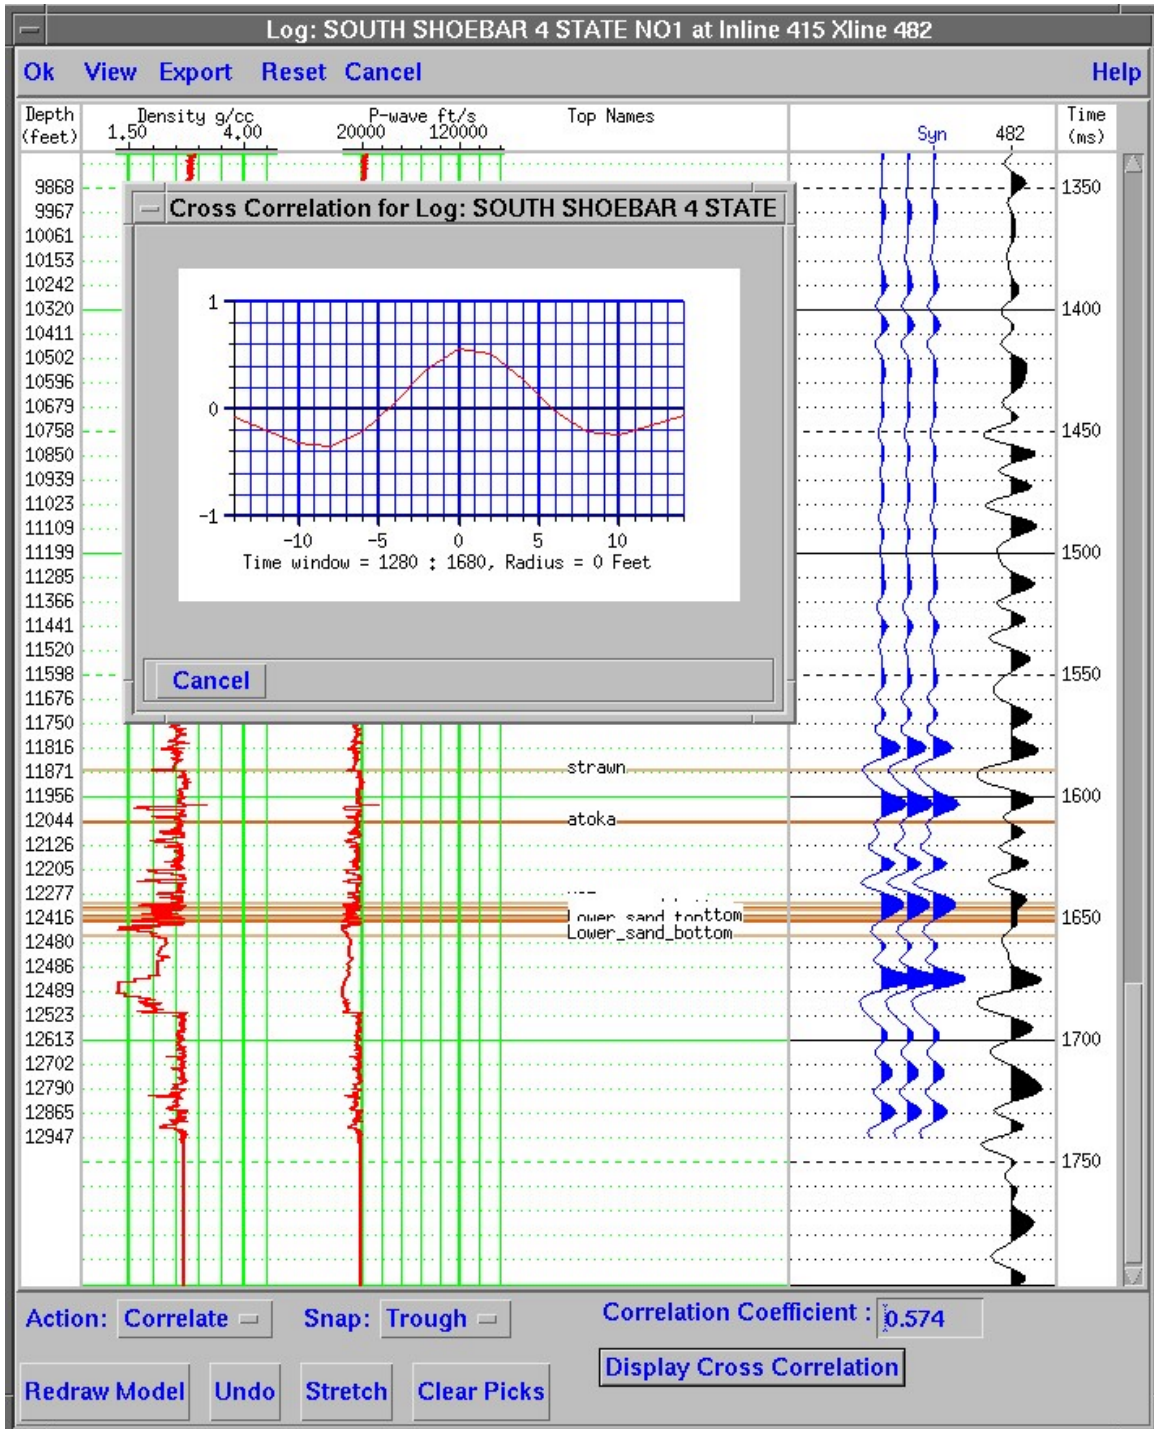 Log: SOUTH SHOEBAR 4 STATE NO1 at Inline 415 Xline 482
Ok View Export Reset Cancel Help
Depth Density g/cc P-wave ft/s Top Names Time
(feet) 1.50 4.00 20000 120000 Syn 482 (ms)
9868 1350
9967
10061
10153
10242
10320 1400
10411
10502
10596
10679
10758 1450
10850
10939
11023
11109
11199 1500
11285
11366
11441
11520
11598 1550
11676
11750
11816
11871 strawn
11956 1600
12044 atoka
12126
12205
12277
12416 Lower_sand_top 1650
Lower_sand_bottom
12480
12486
12489
12523
12613 1700
12702
12790
12865
12947
1750
Cross Correlation for Log: SOUTH SHOEBAR 4 STATE
1
0
-1
-10 -5 0 5 10
Time window = 1280 : 1680, Radius = 0 Feet
Cancel
Action: Correlate Snap: Trough Correlation Coefficient : 0.574
Display Cross Correlation
Redraw Model Undo Stretch Clear Picks